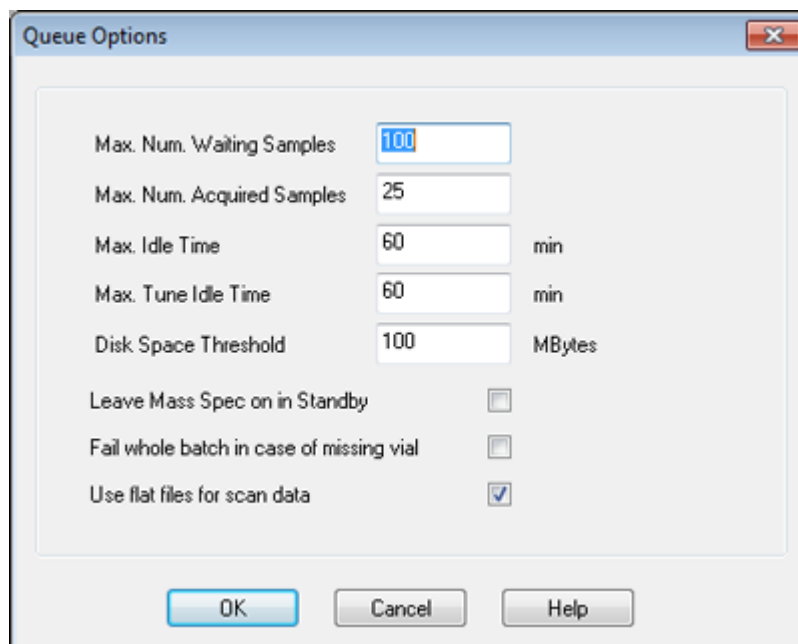 Queue Options
Max. Num. Waiting Samples 100
Max. Num. Acquired Samples 25
Max. Idle Time 60 min
Max. Tune Idle Time 60 min
Disk Space Threshold 100 MBytes
Leave Mass Spec on in Standby
Fail whole batch in case of missing vial
Use flat files for scan data
OK Cancel Help